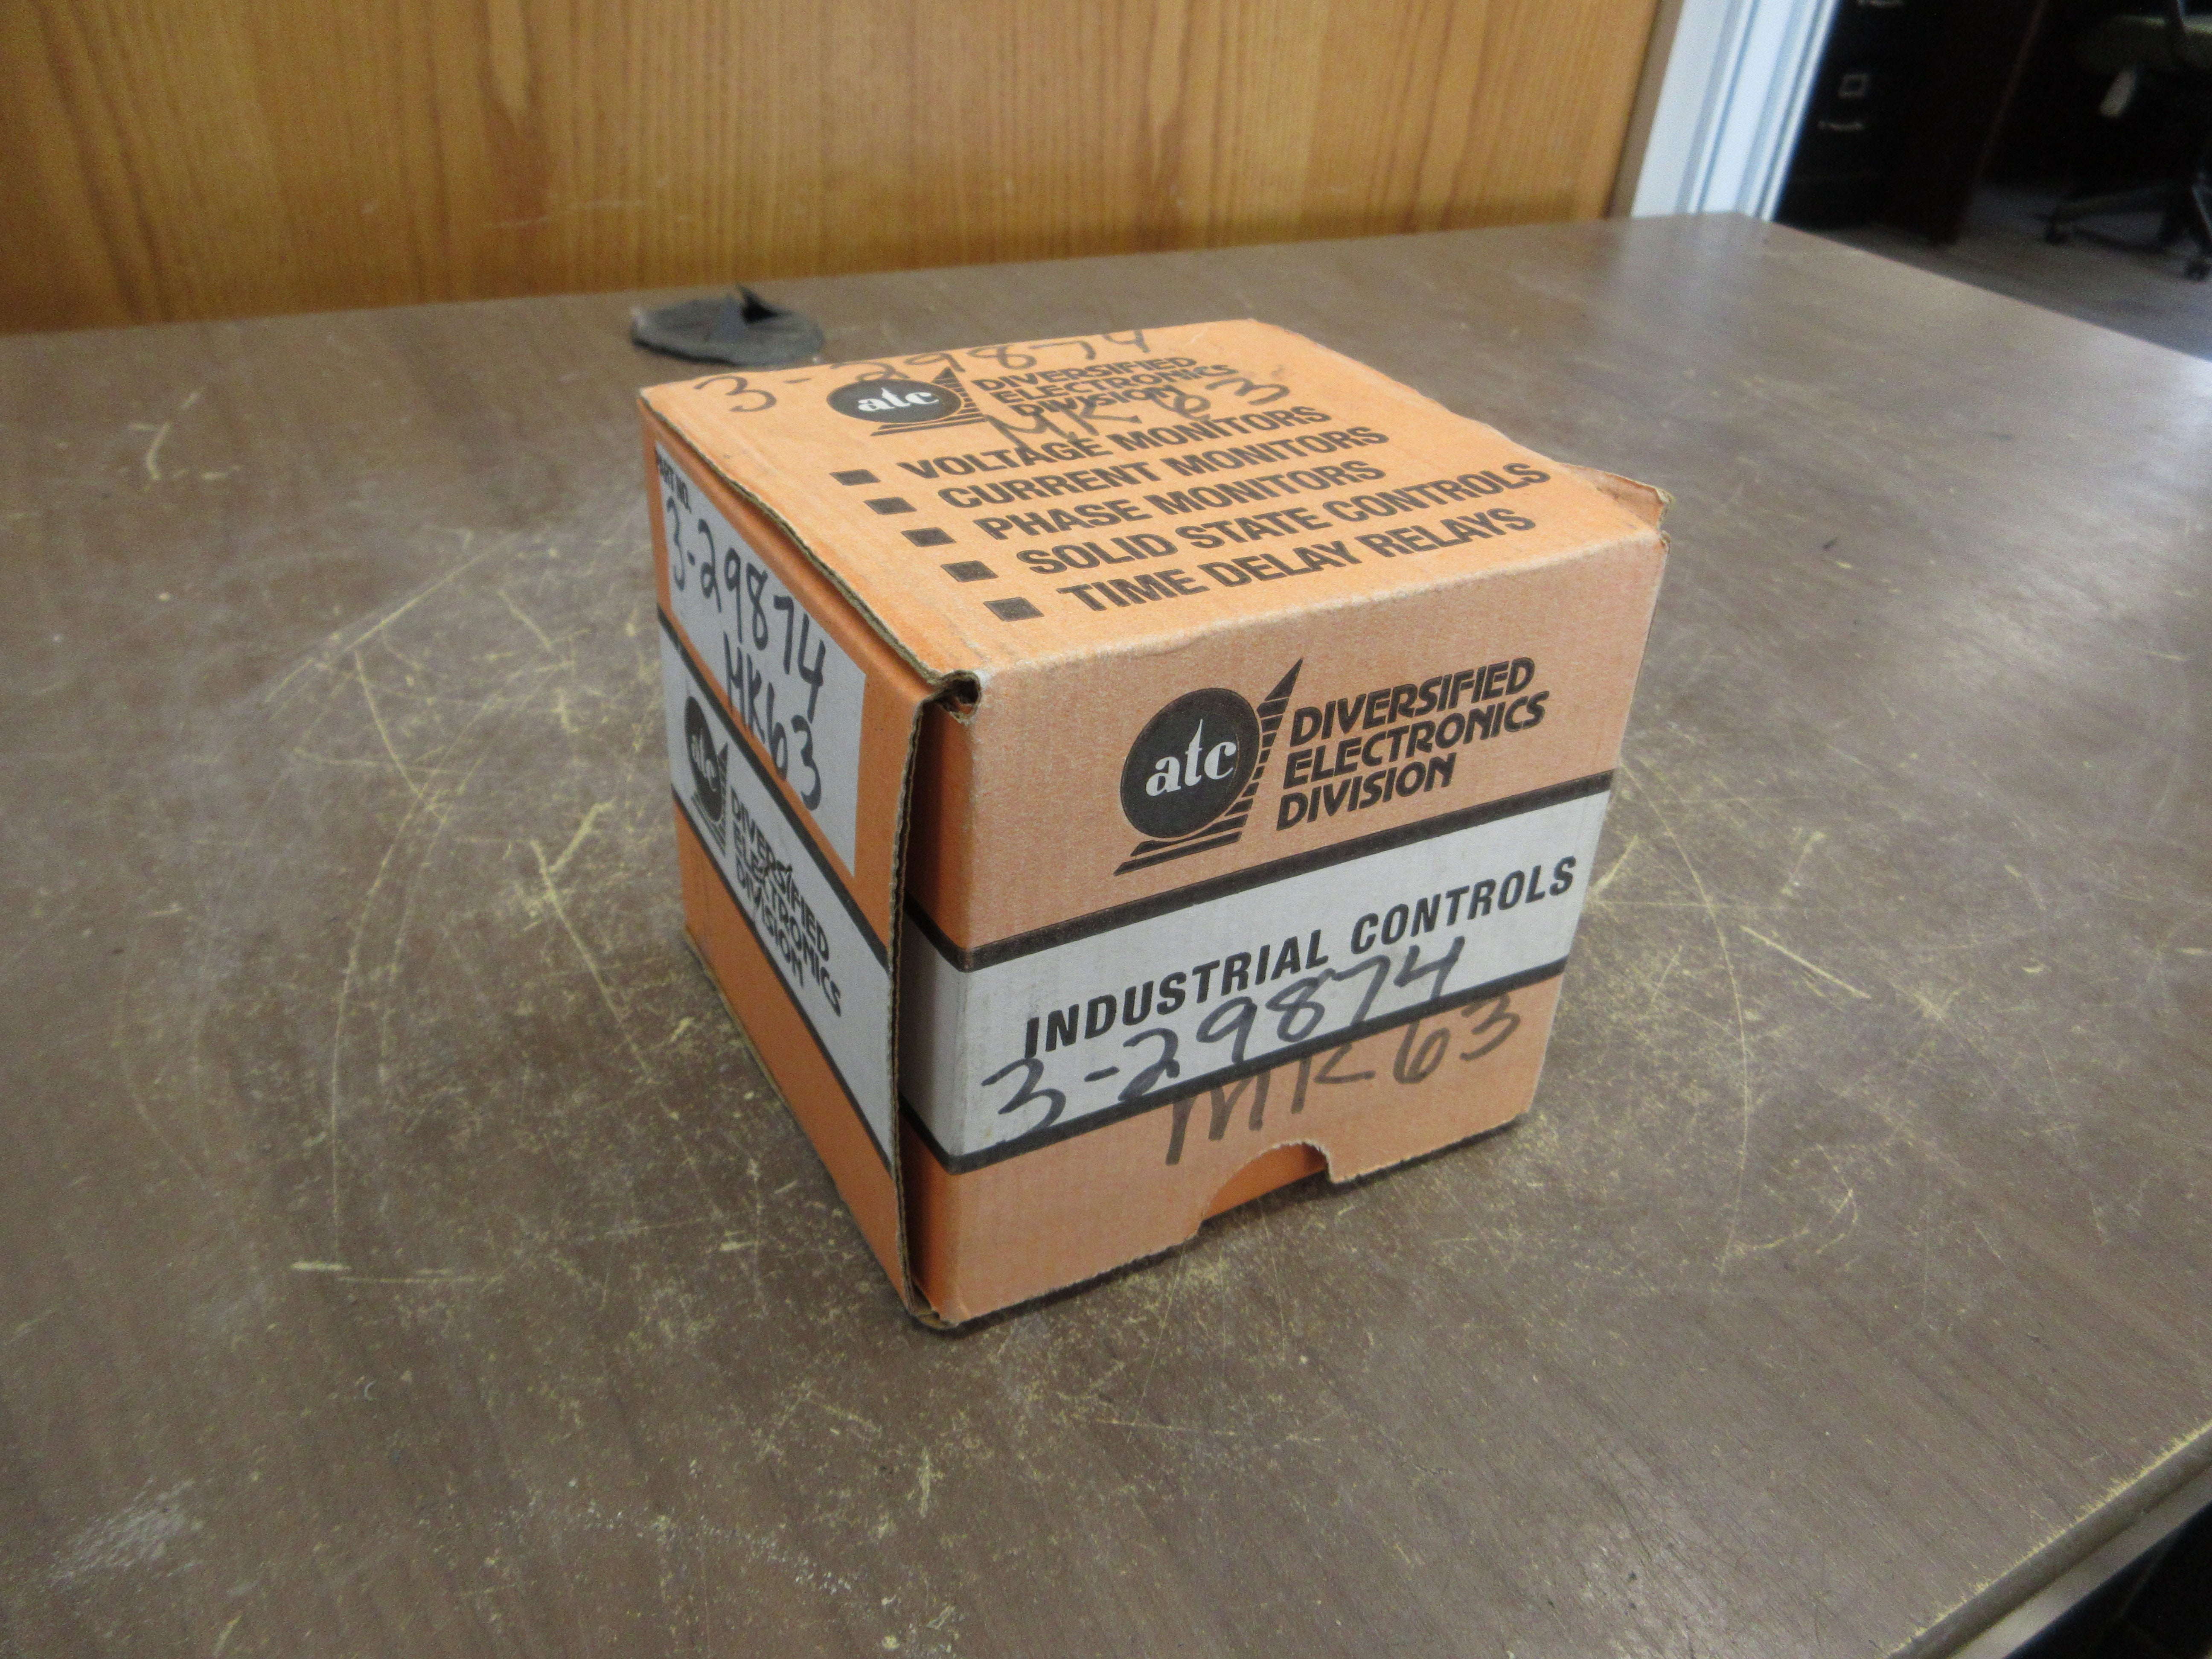 3-29874
atc
DIVERSIFIED
ELECTRONICS
DIVISION
MK63
VOLTAGE MONITORS
CURRENT MONITORS
PHASE MONITORS
SOLID STATE CONTROLS
TIME DELAY RELAYS
PART NO.
3-29874
MK63
atc
DIVERSIFIED
ELECTRONICS
DIVISION
atc
DIVERSIFIED
ELECTRONICS
DIVISION
INDUSTRIAL CONTROLS
3-29874
MK63